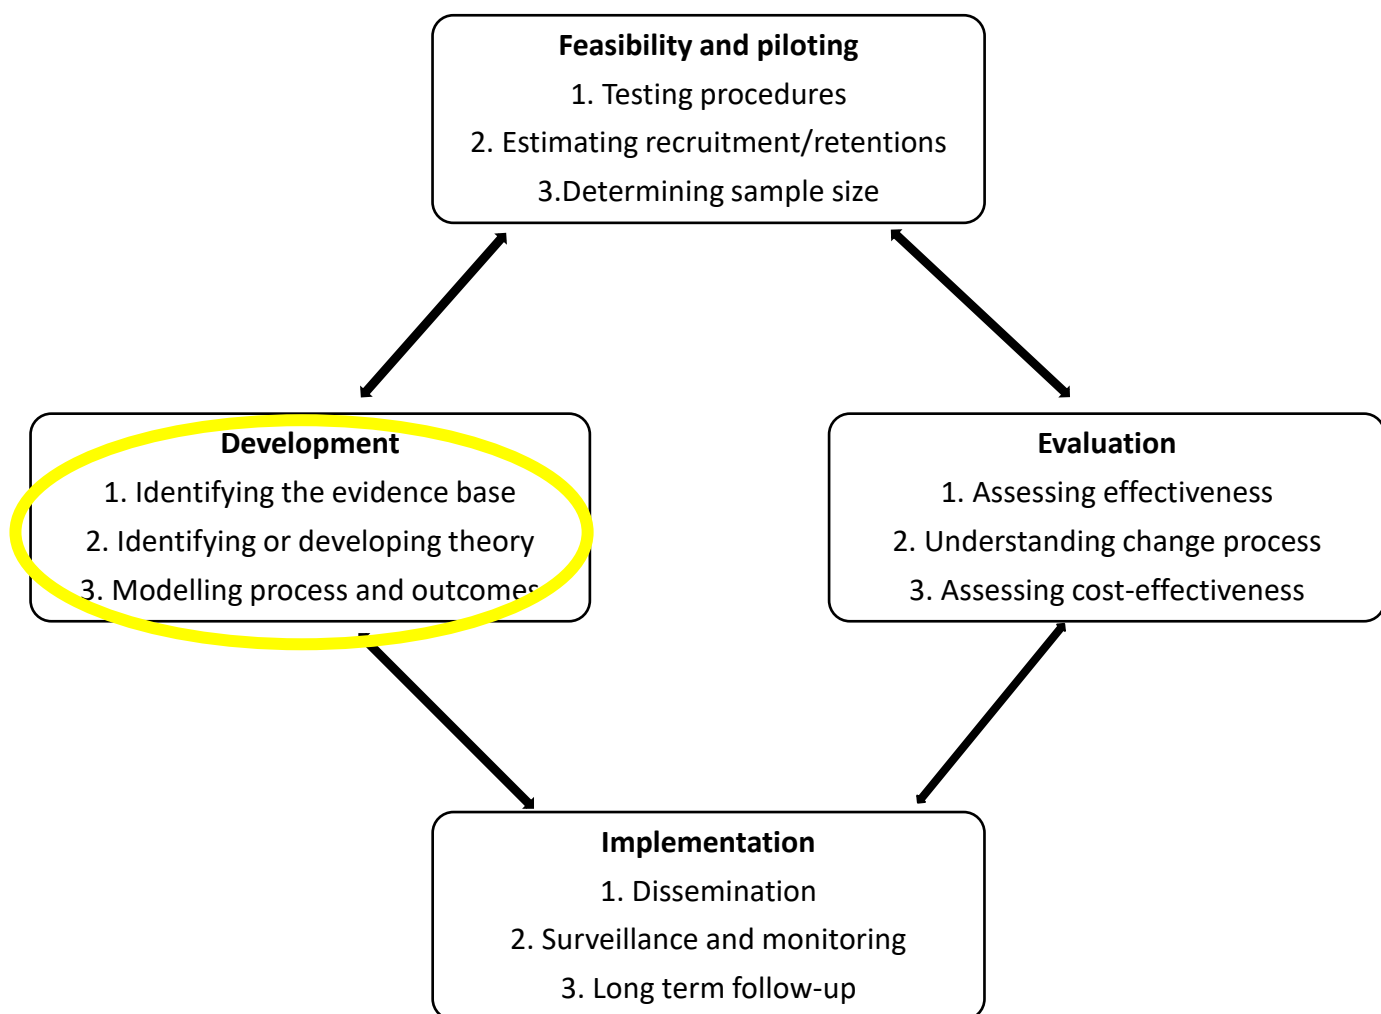 Feasibility and piloting
1. Testing procedures
2. Estimating recruitment/retentions
3.Determining sample size
Development
1. Identifying the evidence base
2. Identifying or developing theory
3. Modelling process and outcomes
Evaluation
1. Assessing effectiveness
2. Understanding change process
3. Assessing cost-effectiveness
Implementation
1. Dissemination
2. Surveillance and monitoring
3. Long term follow-up